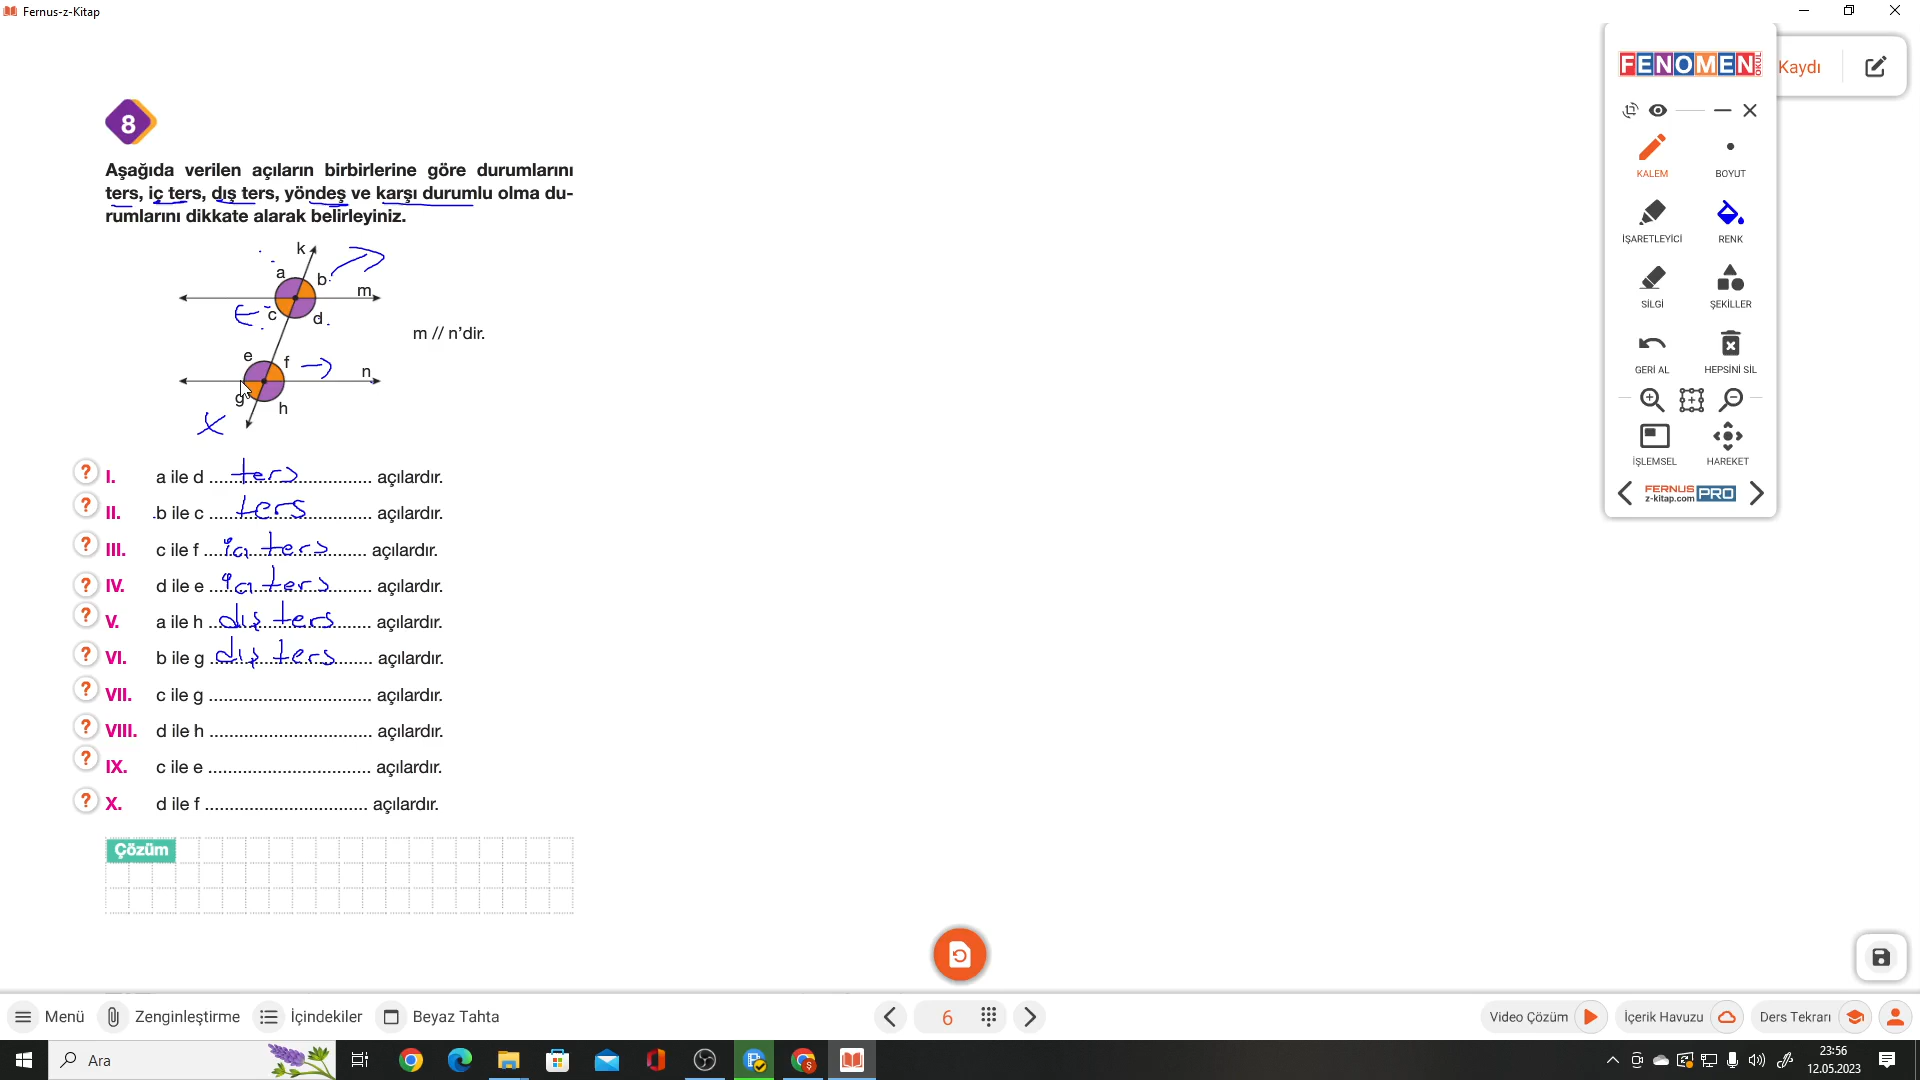 Fernus-z-Kitap
FENOMEN OKUL
Kaydı
8
Aşağıda verilen açıların birbirlerine göre durumlarını
ters, iç ters, dış ters, yöndeş ve karşı durumlu olma du-
rumlarını dikkate alarak belirleyiniz.
k
a
b
m
c
d
m // n’dir.
e
f
n
g
h
? I. a ile d ters açılardır.
? II. b ile c ters açılardır.
? III. c ile f iç ters açılardır.
? IV. d ile e iç ters açılardır.
? V. a ile h dış ters açılardır.
? VI. b ile g dış ters açılardır.
? VII. c ile g .................................. açılardır.
? VIII. d ile h .................................. açılardır.
? IX. c ile e .................................. açılardır.
? X. d ile f .................................. açılardır.
Çözüm
KALEM
BOYUT
İŞARETLEYİCİ
RENK
SİLGİ
ŞEKİLLER
GERİ AL
HEPSİNİ SİL
İŞLEMSEL
HAREKET
FERNUS
z-kitap.com PRO
Menü
Zenginleştirme
İçindekiler
Beyaz Tahta
6
Video Çözüm
İçerik Havuzu
Ders Tekrarı
Ara
23:56
12.05.2023